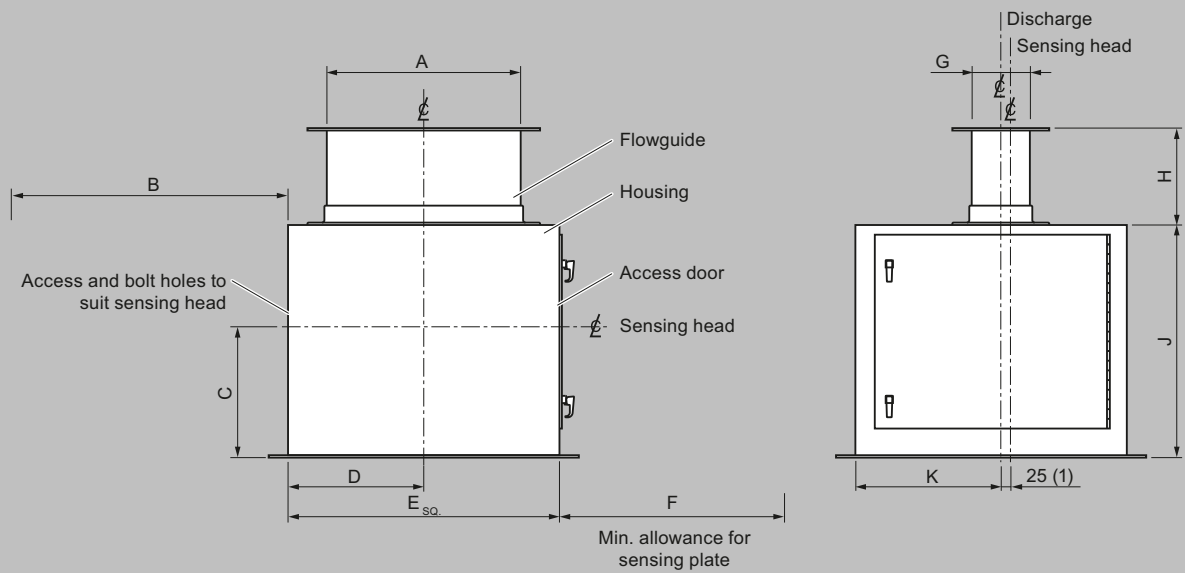 Discharge
Sensing head
A
G
℄
℄
℄
Flowguide
H
B
Housing
Access and bolt holes to
suit sensing head
Access door
℄
Sensing head
J
C
D
K
25 (1)
E SQ.
F
Min. allowance for
sensing plate